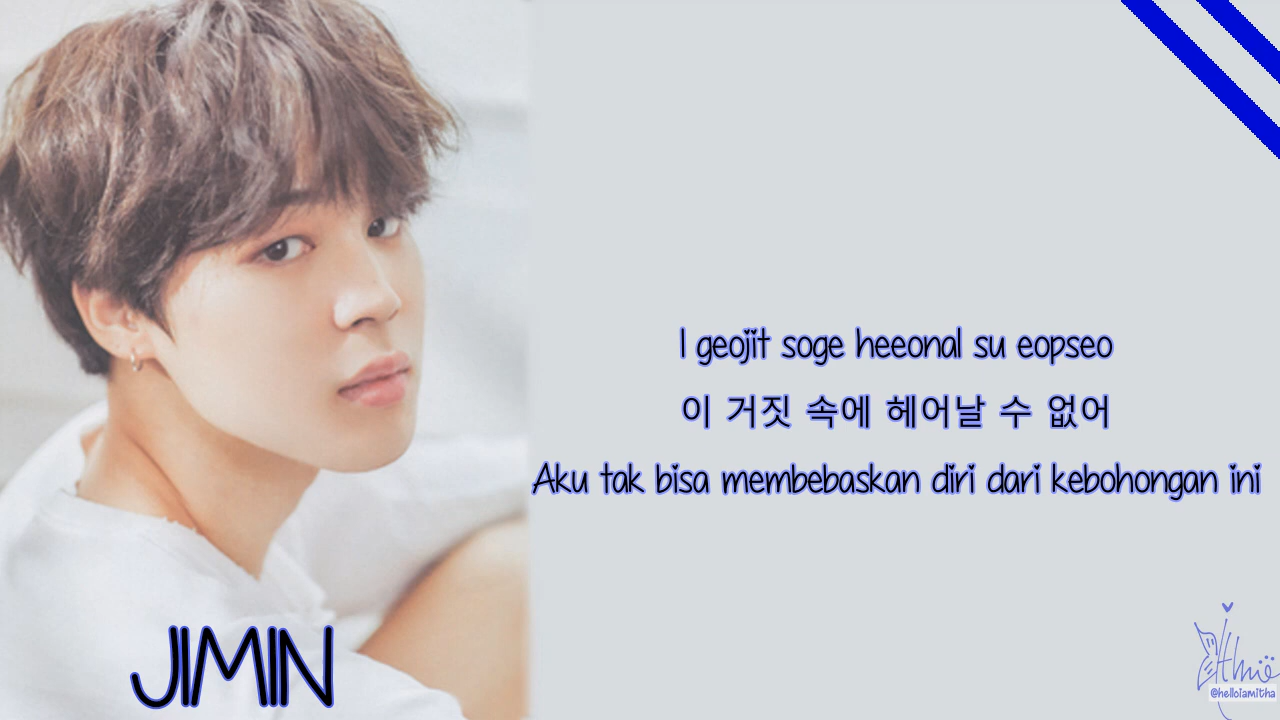 I geojit soge heeonal su eopseo
이 거짓 속에 헤어날 수 없어
Aku tak bisa membebaskan diri dari kebohongan ini
JIMIN
@helloiamitha